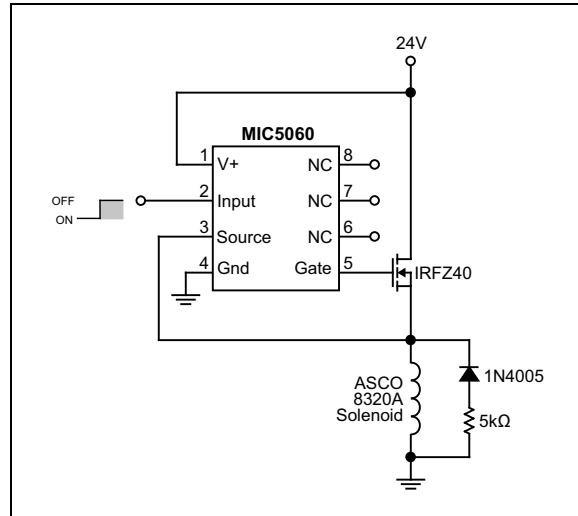 24V
MIC5060
1
V+
NC
8
OFF
ON
2
Input
NC
7
3
Source
NC
6
4
Gnd
Gate
5
IRFZ40
ASCO
8320A
Solenoid
1N4005
5kΩ